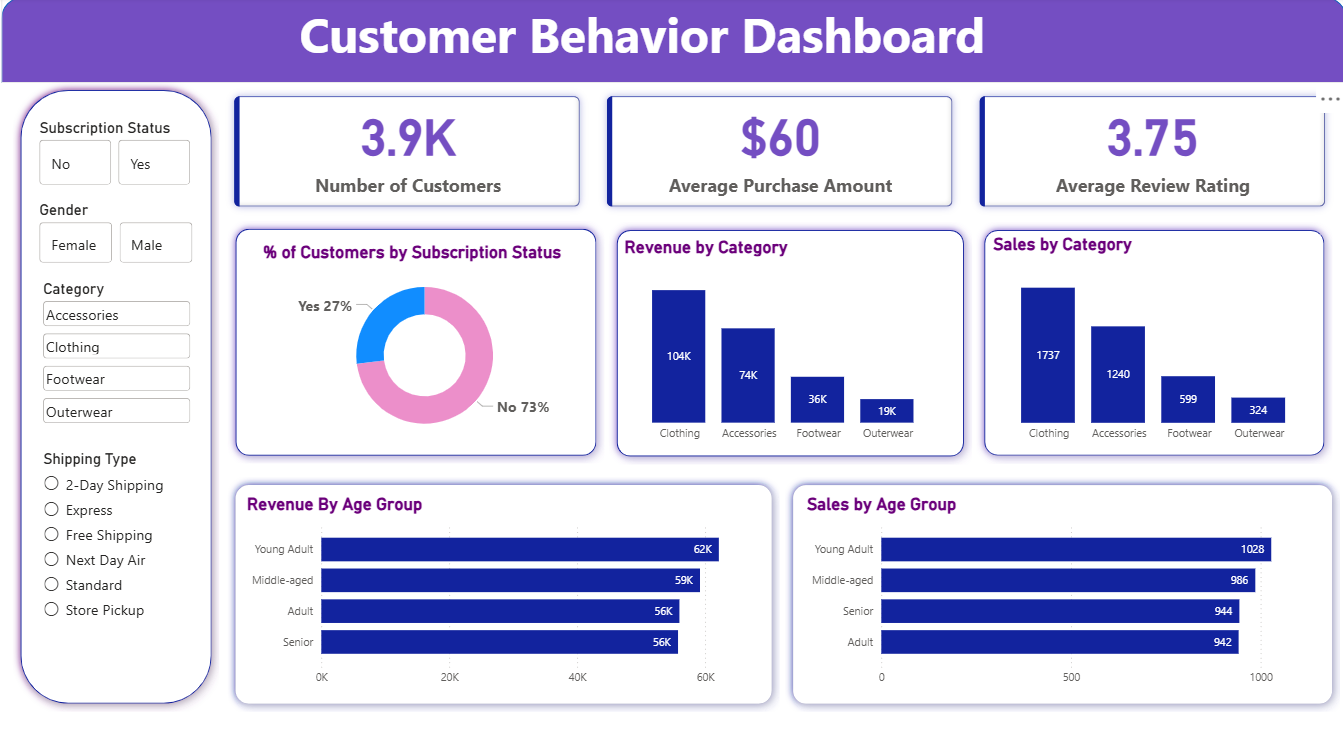 Customer Behavior Dashboard
Subscription Status
No
Yes
Gender
Female
Male
Category
Accessories
Clothing
Footwear
Outerwear
Shipping Type
2-Day Shipping
Express
Free Shipping
Next Day Air
Standard
Store Pickup
3.9K
Number of Customers
$60
Average Purchase Amount
3.75
Average Review Rating
% of Customers by Subscription Status
Yes 27%
No 73%
Revenue by Category
104K
74K
36K
19K
Clothing
Accessories
Footwear
Outerwear
Sales by Category
1737
1240
599
324
Clothing
Accessories
Footwear
Outerwear
Revenue By Age Group
Young Adult 62K
Middle-aged 59K
Adult 56K
Senior 56K
0K 20K 40K 60K
Sales by Age Group
Young Adult 1028
Middle-aged 986
Senior 944
Adult 942
0 500 1000